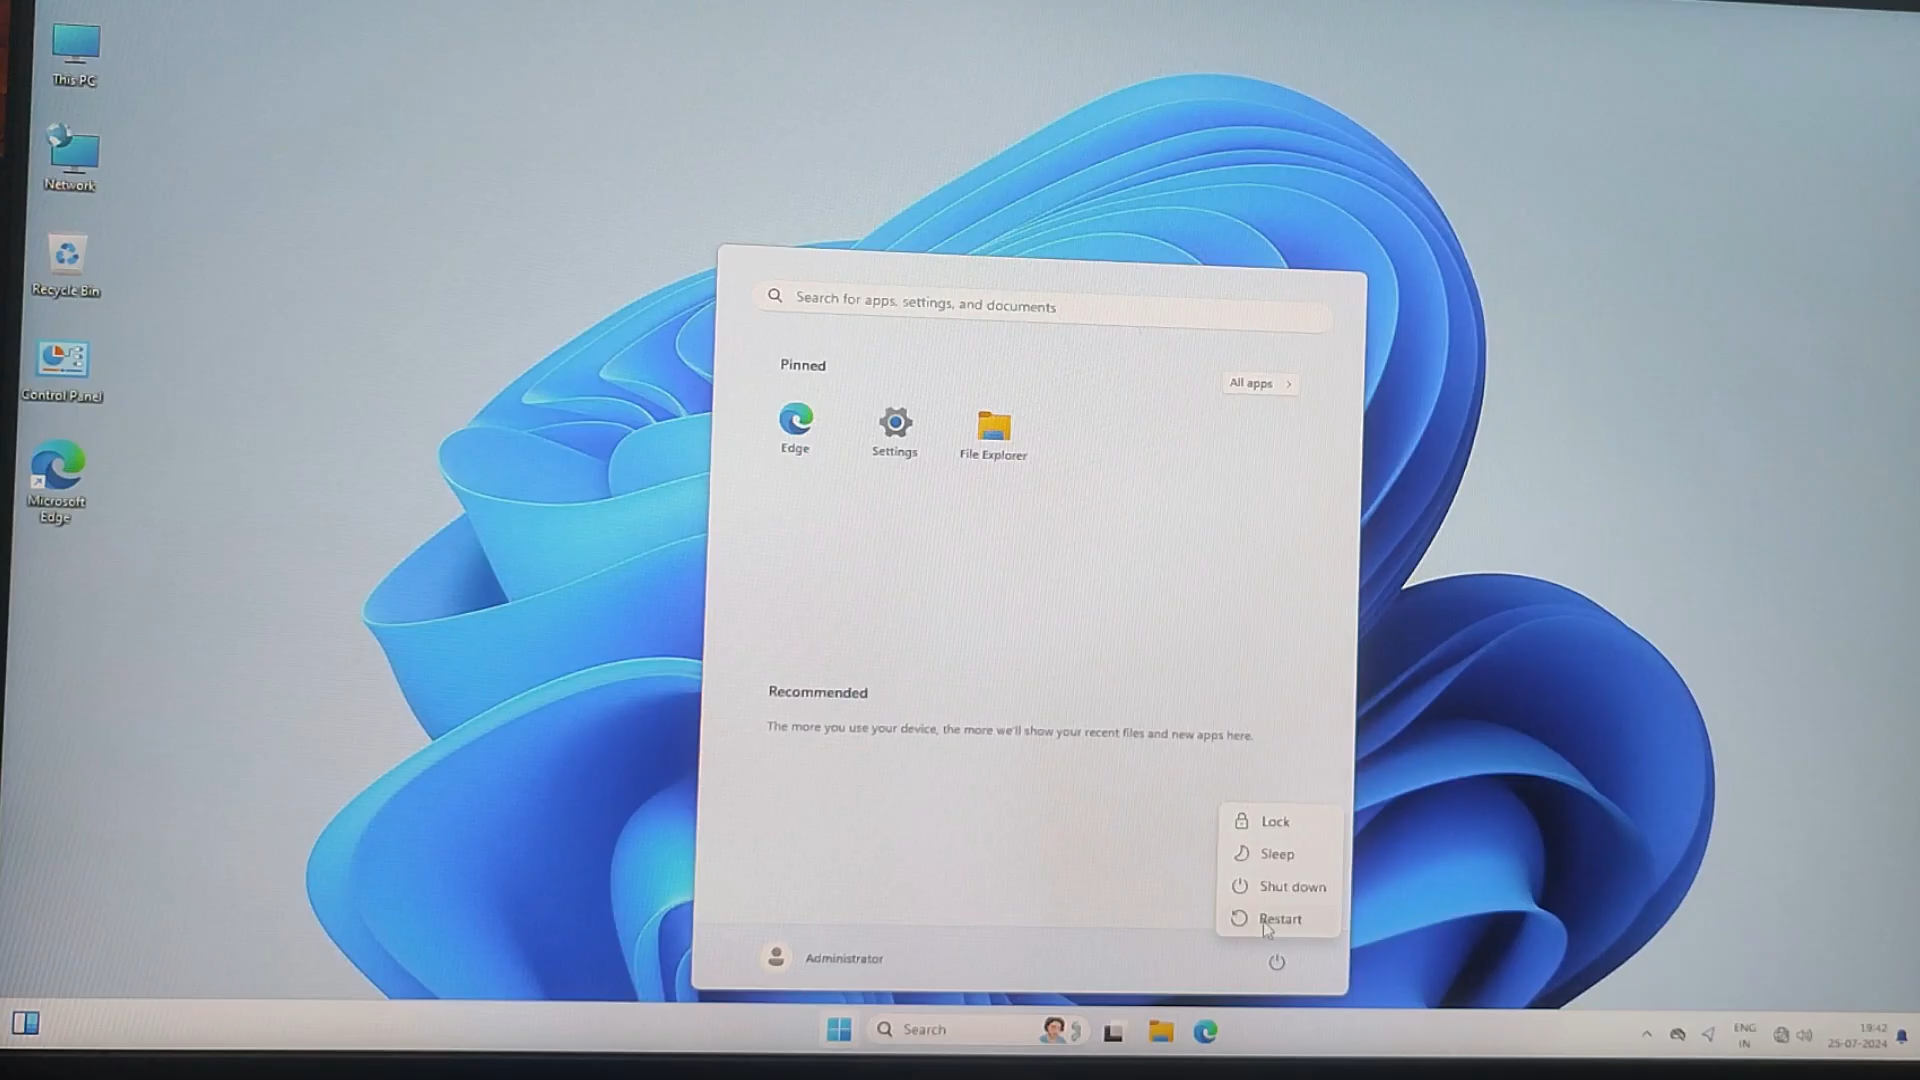 This PC
Network
Recycle Bin
Control Panel
Microsoft
Edge
Search for apps, settings, and documents
Pinned
All apps
Edge
Settings
File Explorer
Recommended
The more you use your device, the more we'll show your recent files and new apps here.
Lock
Sleep
Shut down
Restart
Administrator
Search
ENG
IN
19:42
25-07-2024